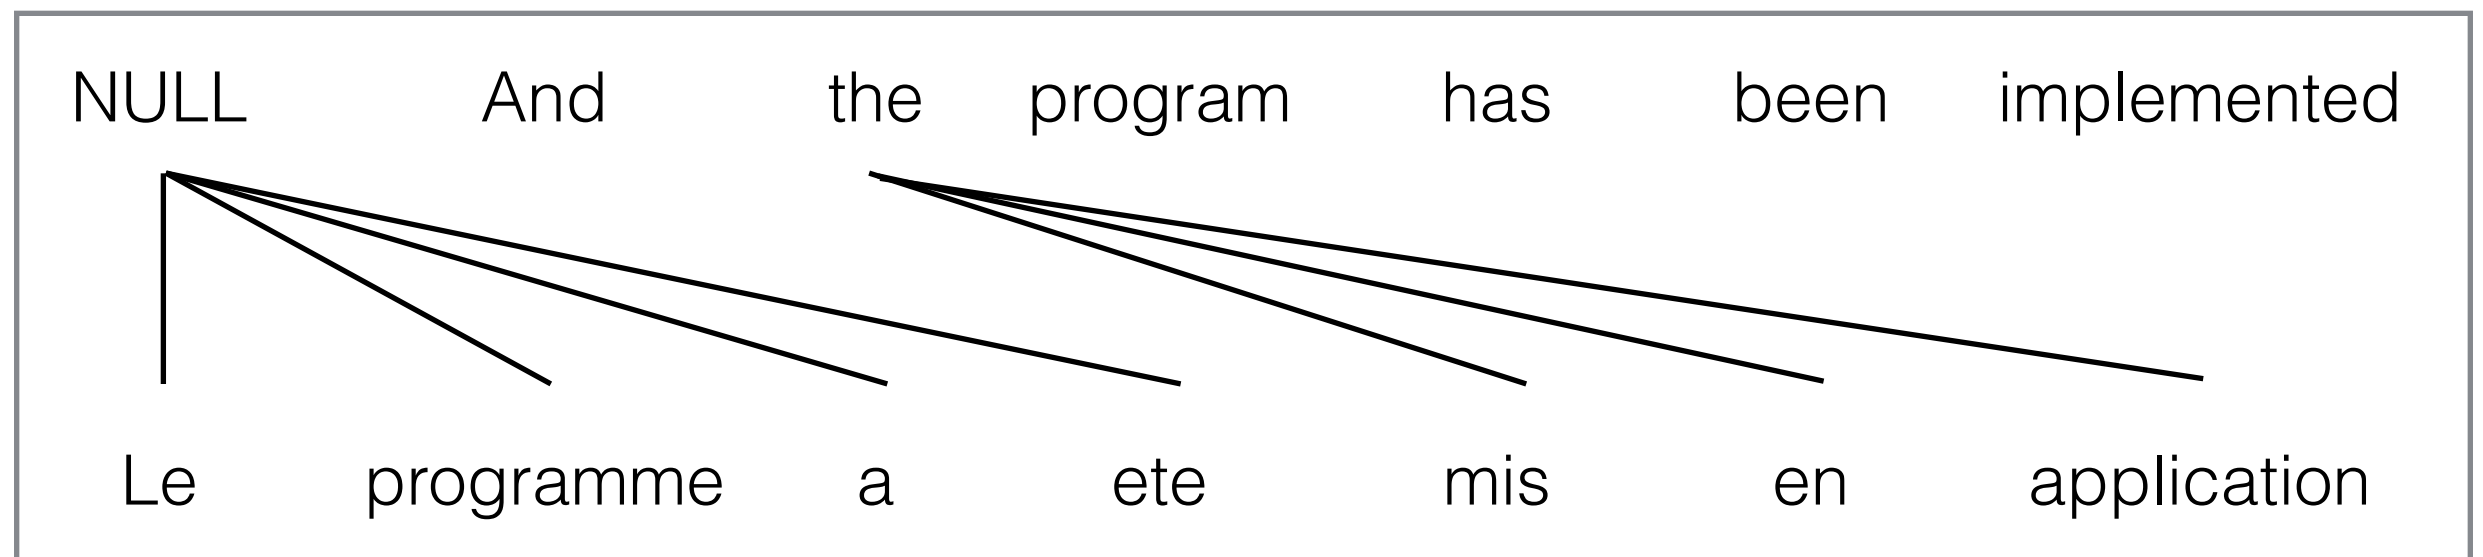 NULL And the program has been implemented
Le programme a ete mis en application